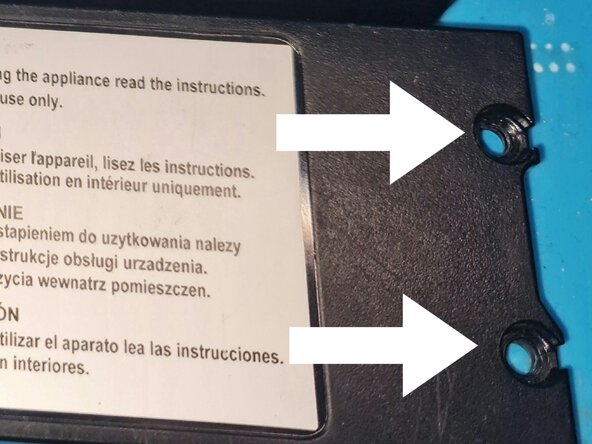 ng the appliance read the instructions.
use only.
iser l'appareil, lisez les instructions.
tilisation en intérieur uniquement.
NIE
stapieniem do uzytkowania nalezy
strukcje obsługi urzadzenia.
zycia wewnatrz pomieszczen.
ÓN
tilizar el aparato lea las instrucciones.
n interiores.